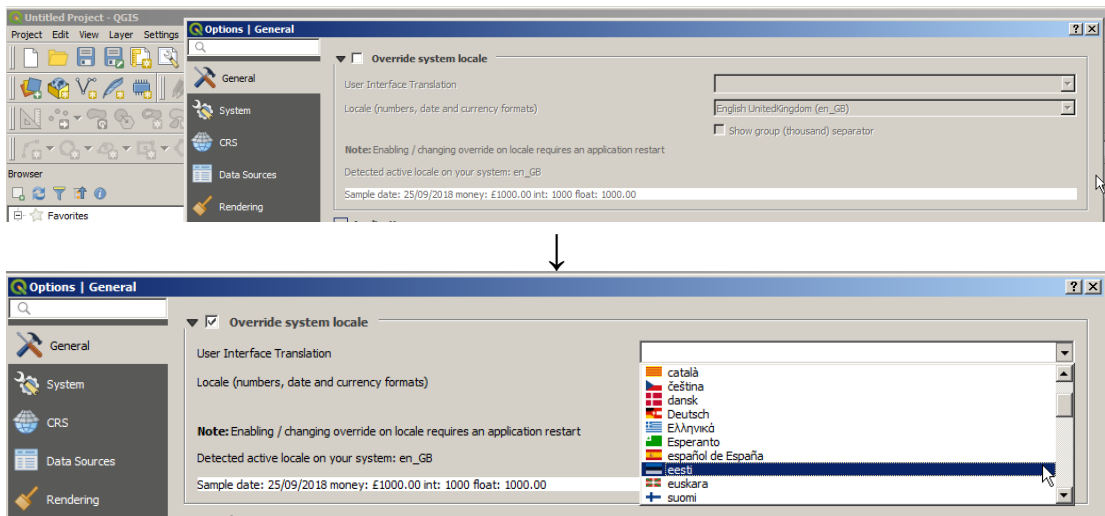 Untitled Project - QGIS
Project Edit View Layer Settings
Options | General
General
System
CRS
Data Sources
Rendering
Browser
Favorites
Override system locale
User Interface Translation
Locale (numbers, date and currency formats)
English UnitedKingdom (en_GB)
Show group (thousand) separator
Note: Enabling / changing override on locale requires an application restart
Detected active locale on your system: en_GB
Sample date: 25/09/2018 money: £1000.00 int: 1000 float: 1000.00
Options | General
General
System
CRS
Data Sources
Rendering
Override system locale
User Interface Translation
Locale (numbers, date and currency formats)
Note: Enabling / changing override on locale requires an application restart
Detected active locale on your system: en_GB
Sample date: 25/09/2018 money: £1000.00 int: 1000 float: 1000.00
català
čeština
dansk
Deutsch
Ελληνικά
Esperanto
español de España
eesti
euskara
suomi